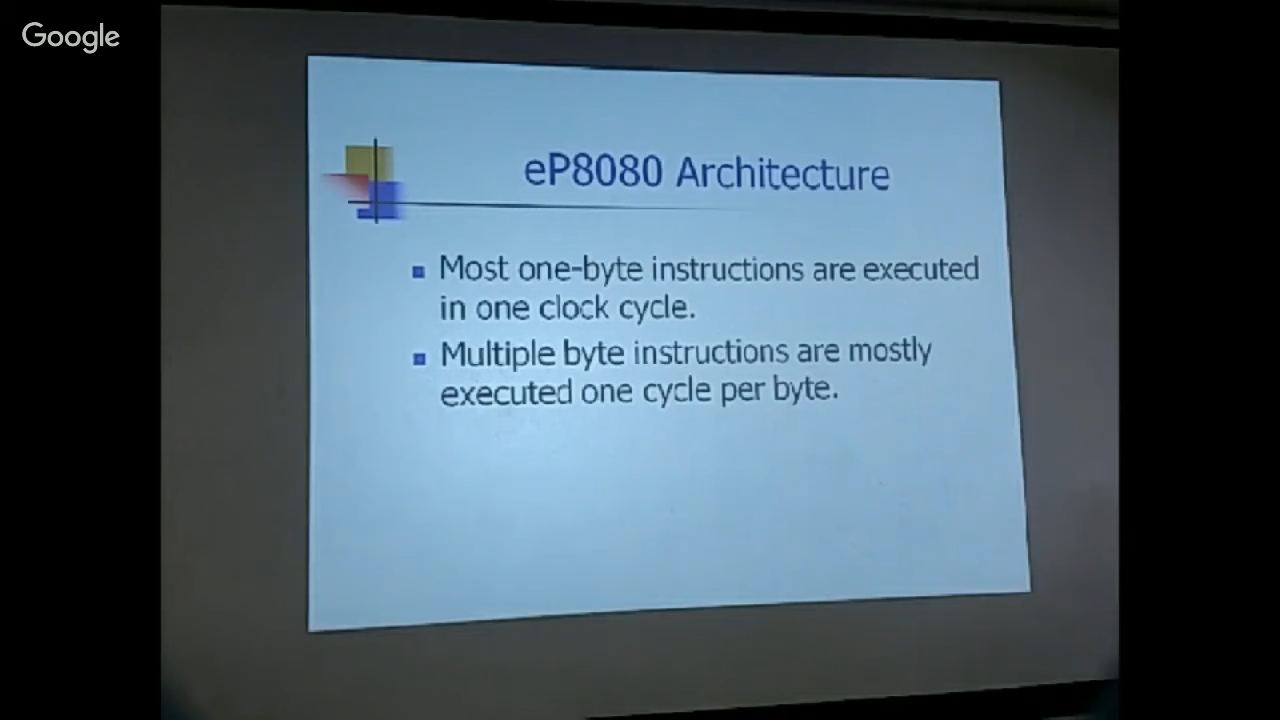 Google
eP8080 Architecture
Most one-byte instructions are executed
in one clock cycle.
Multiple byte instructions are mostly
executed one cycle per byte.